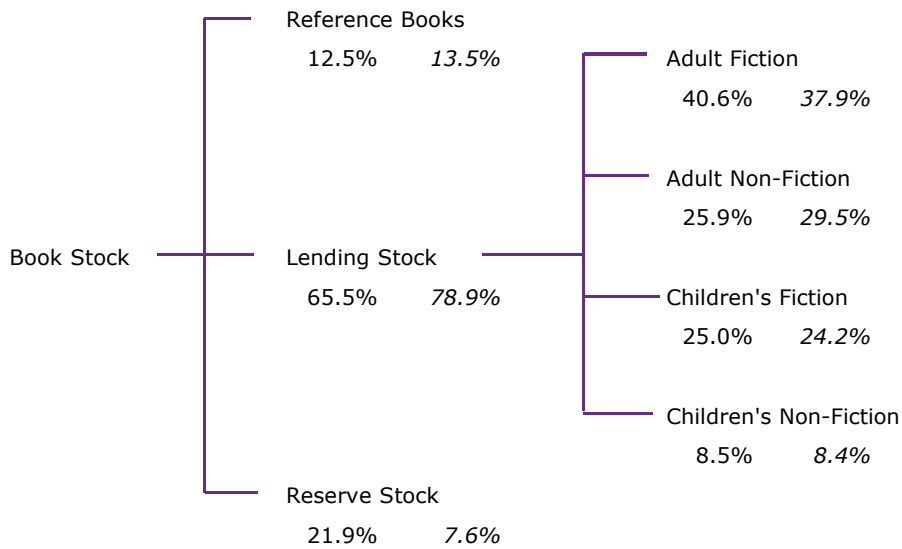 Reference Books
12.5% 13.5%
Adult Fiction
40.6% 37.9%
Adult Non-Fiction
25.9% 29.5%
Book Stock
Lending Stock
65.5% 78.9%
Children's Fiction
25.0% 24.2%
Children's Non-Fiction
8.5% 8.4%
Reserve Stock
21.9% 7.6%